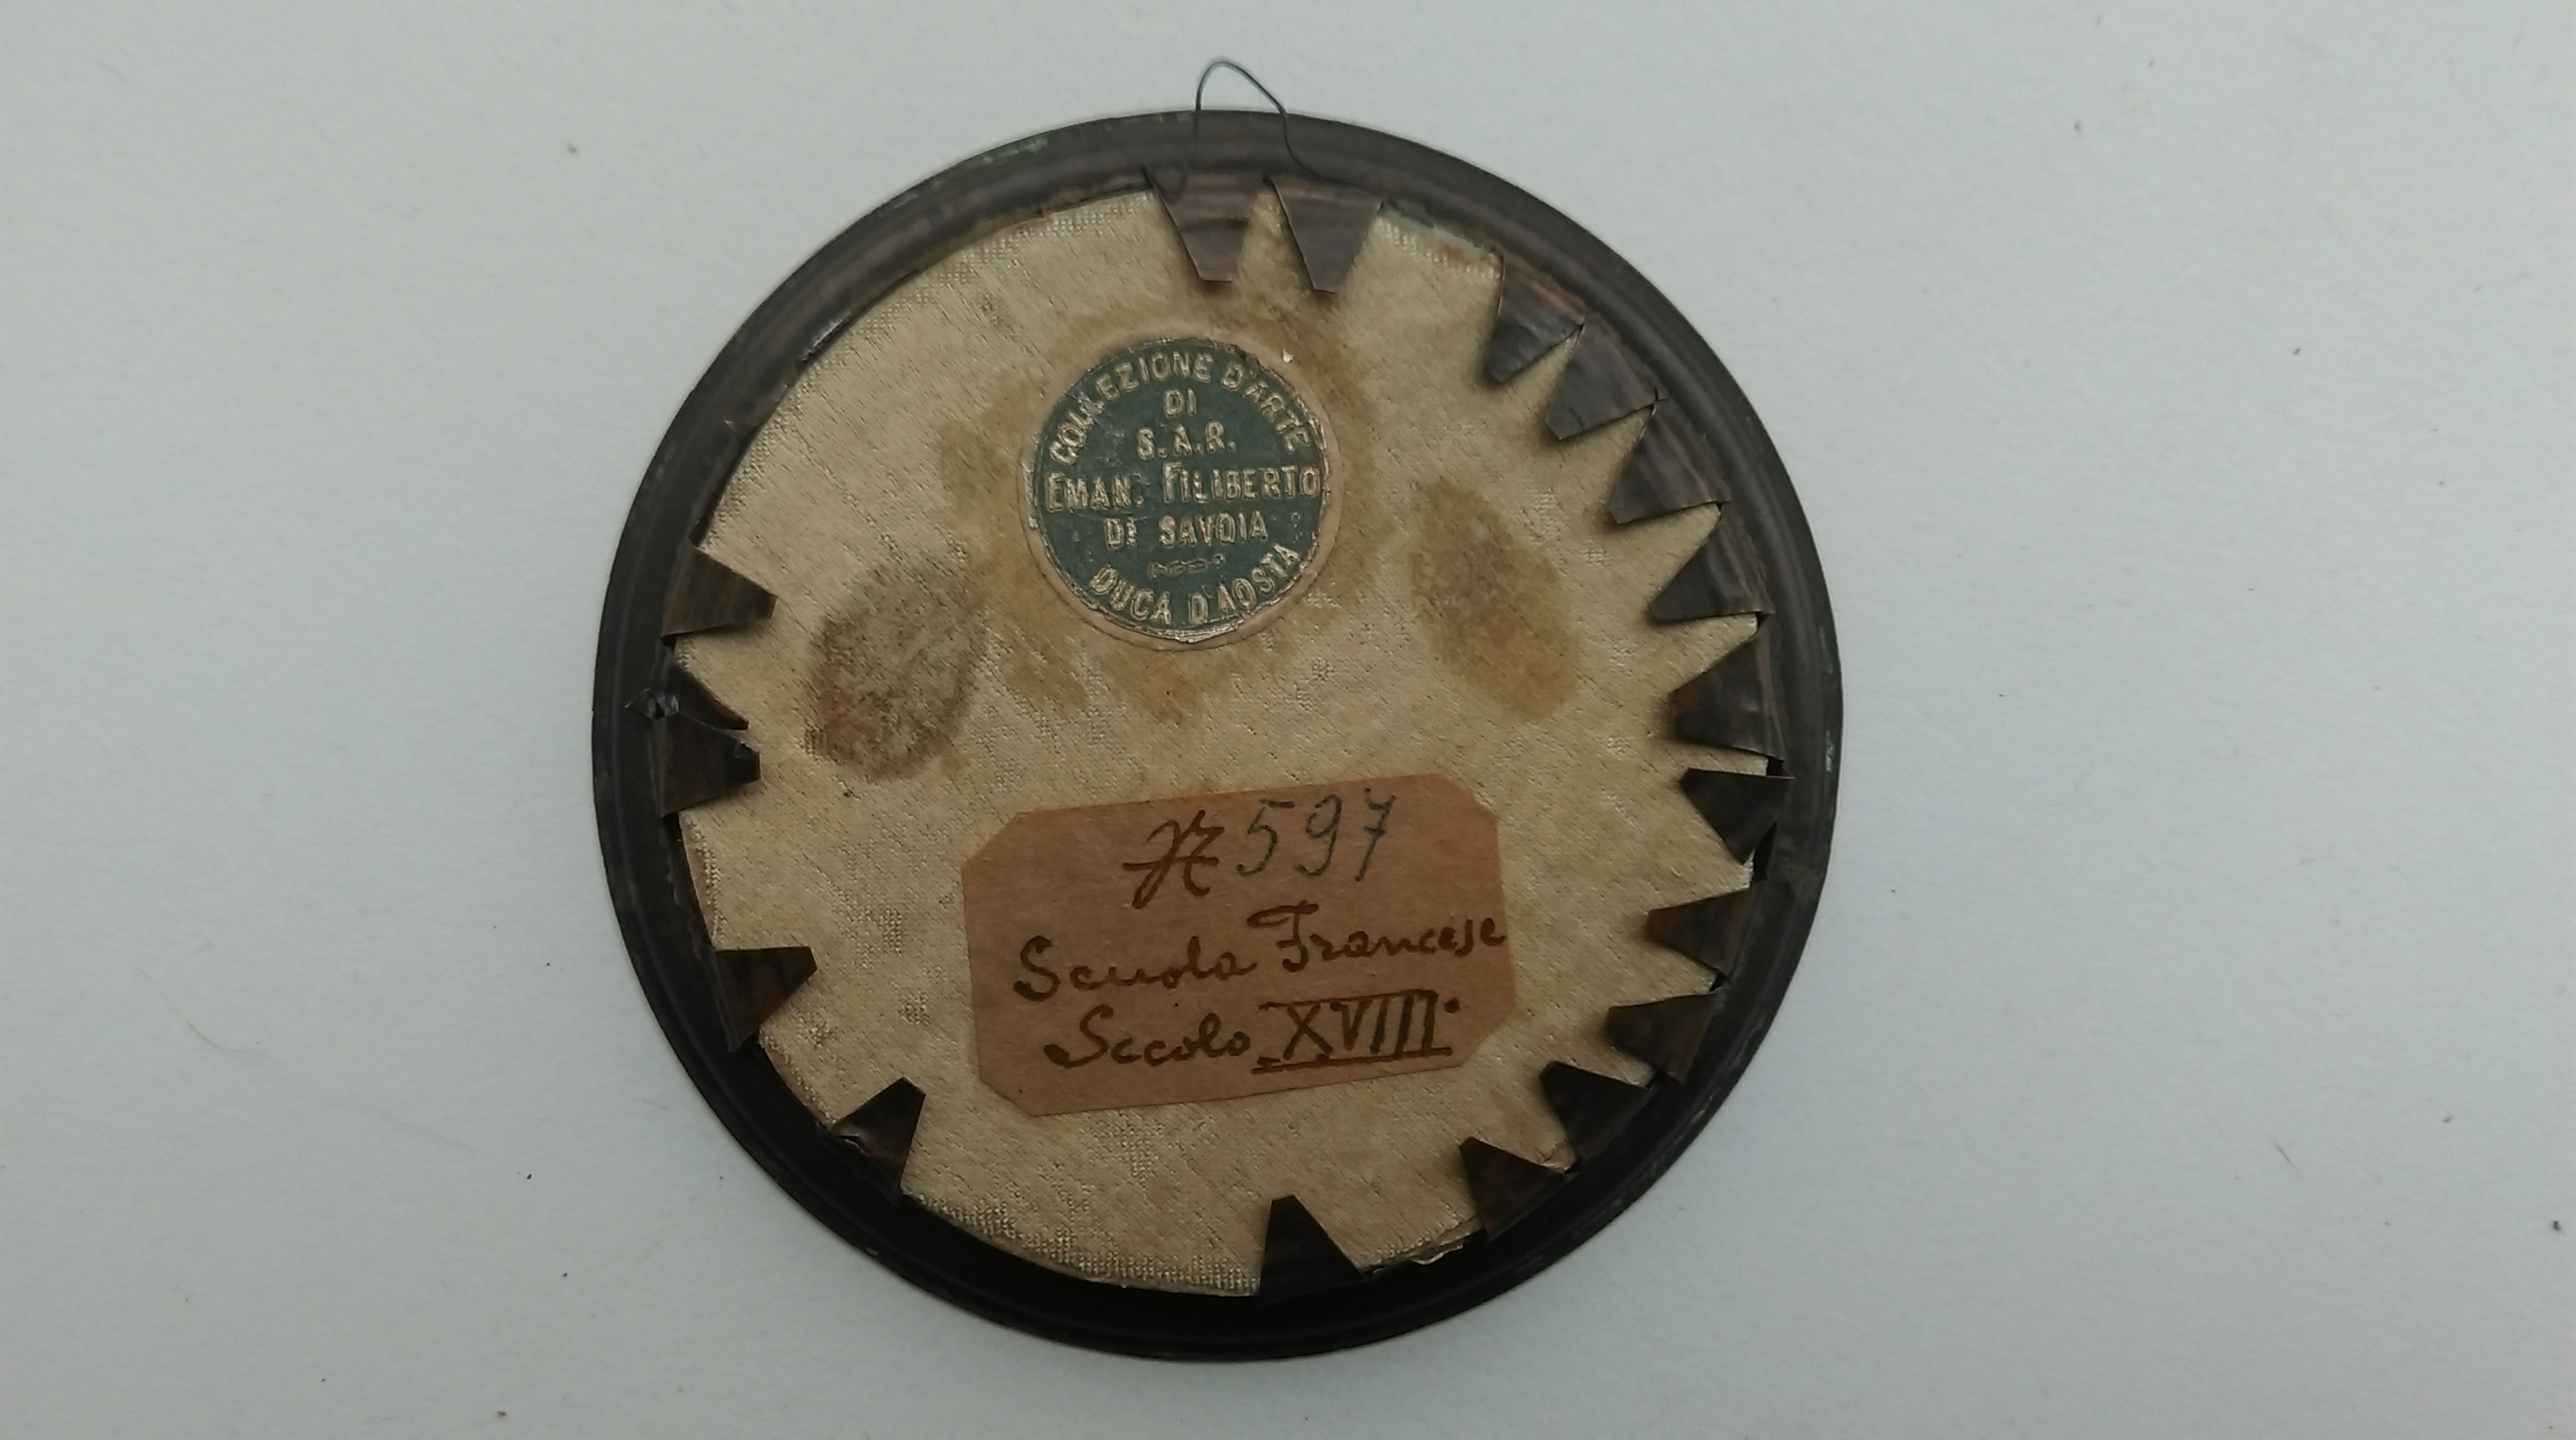 COLLEZIONE D'ARTE
DI
S.A.R.
EMAN. FILIBERTO
DI SAVOIA
DUCA D'AOSTA
N 597
Scuola Francese
Secolo XVIII.